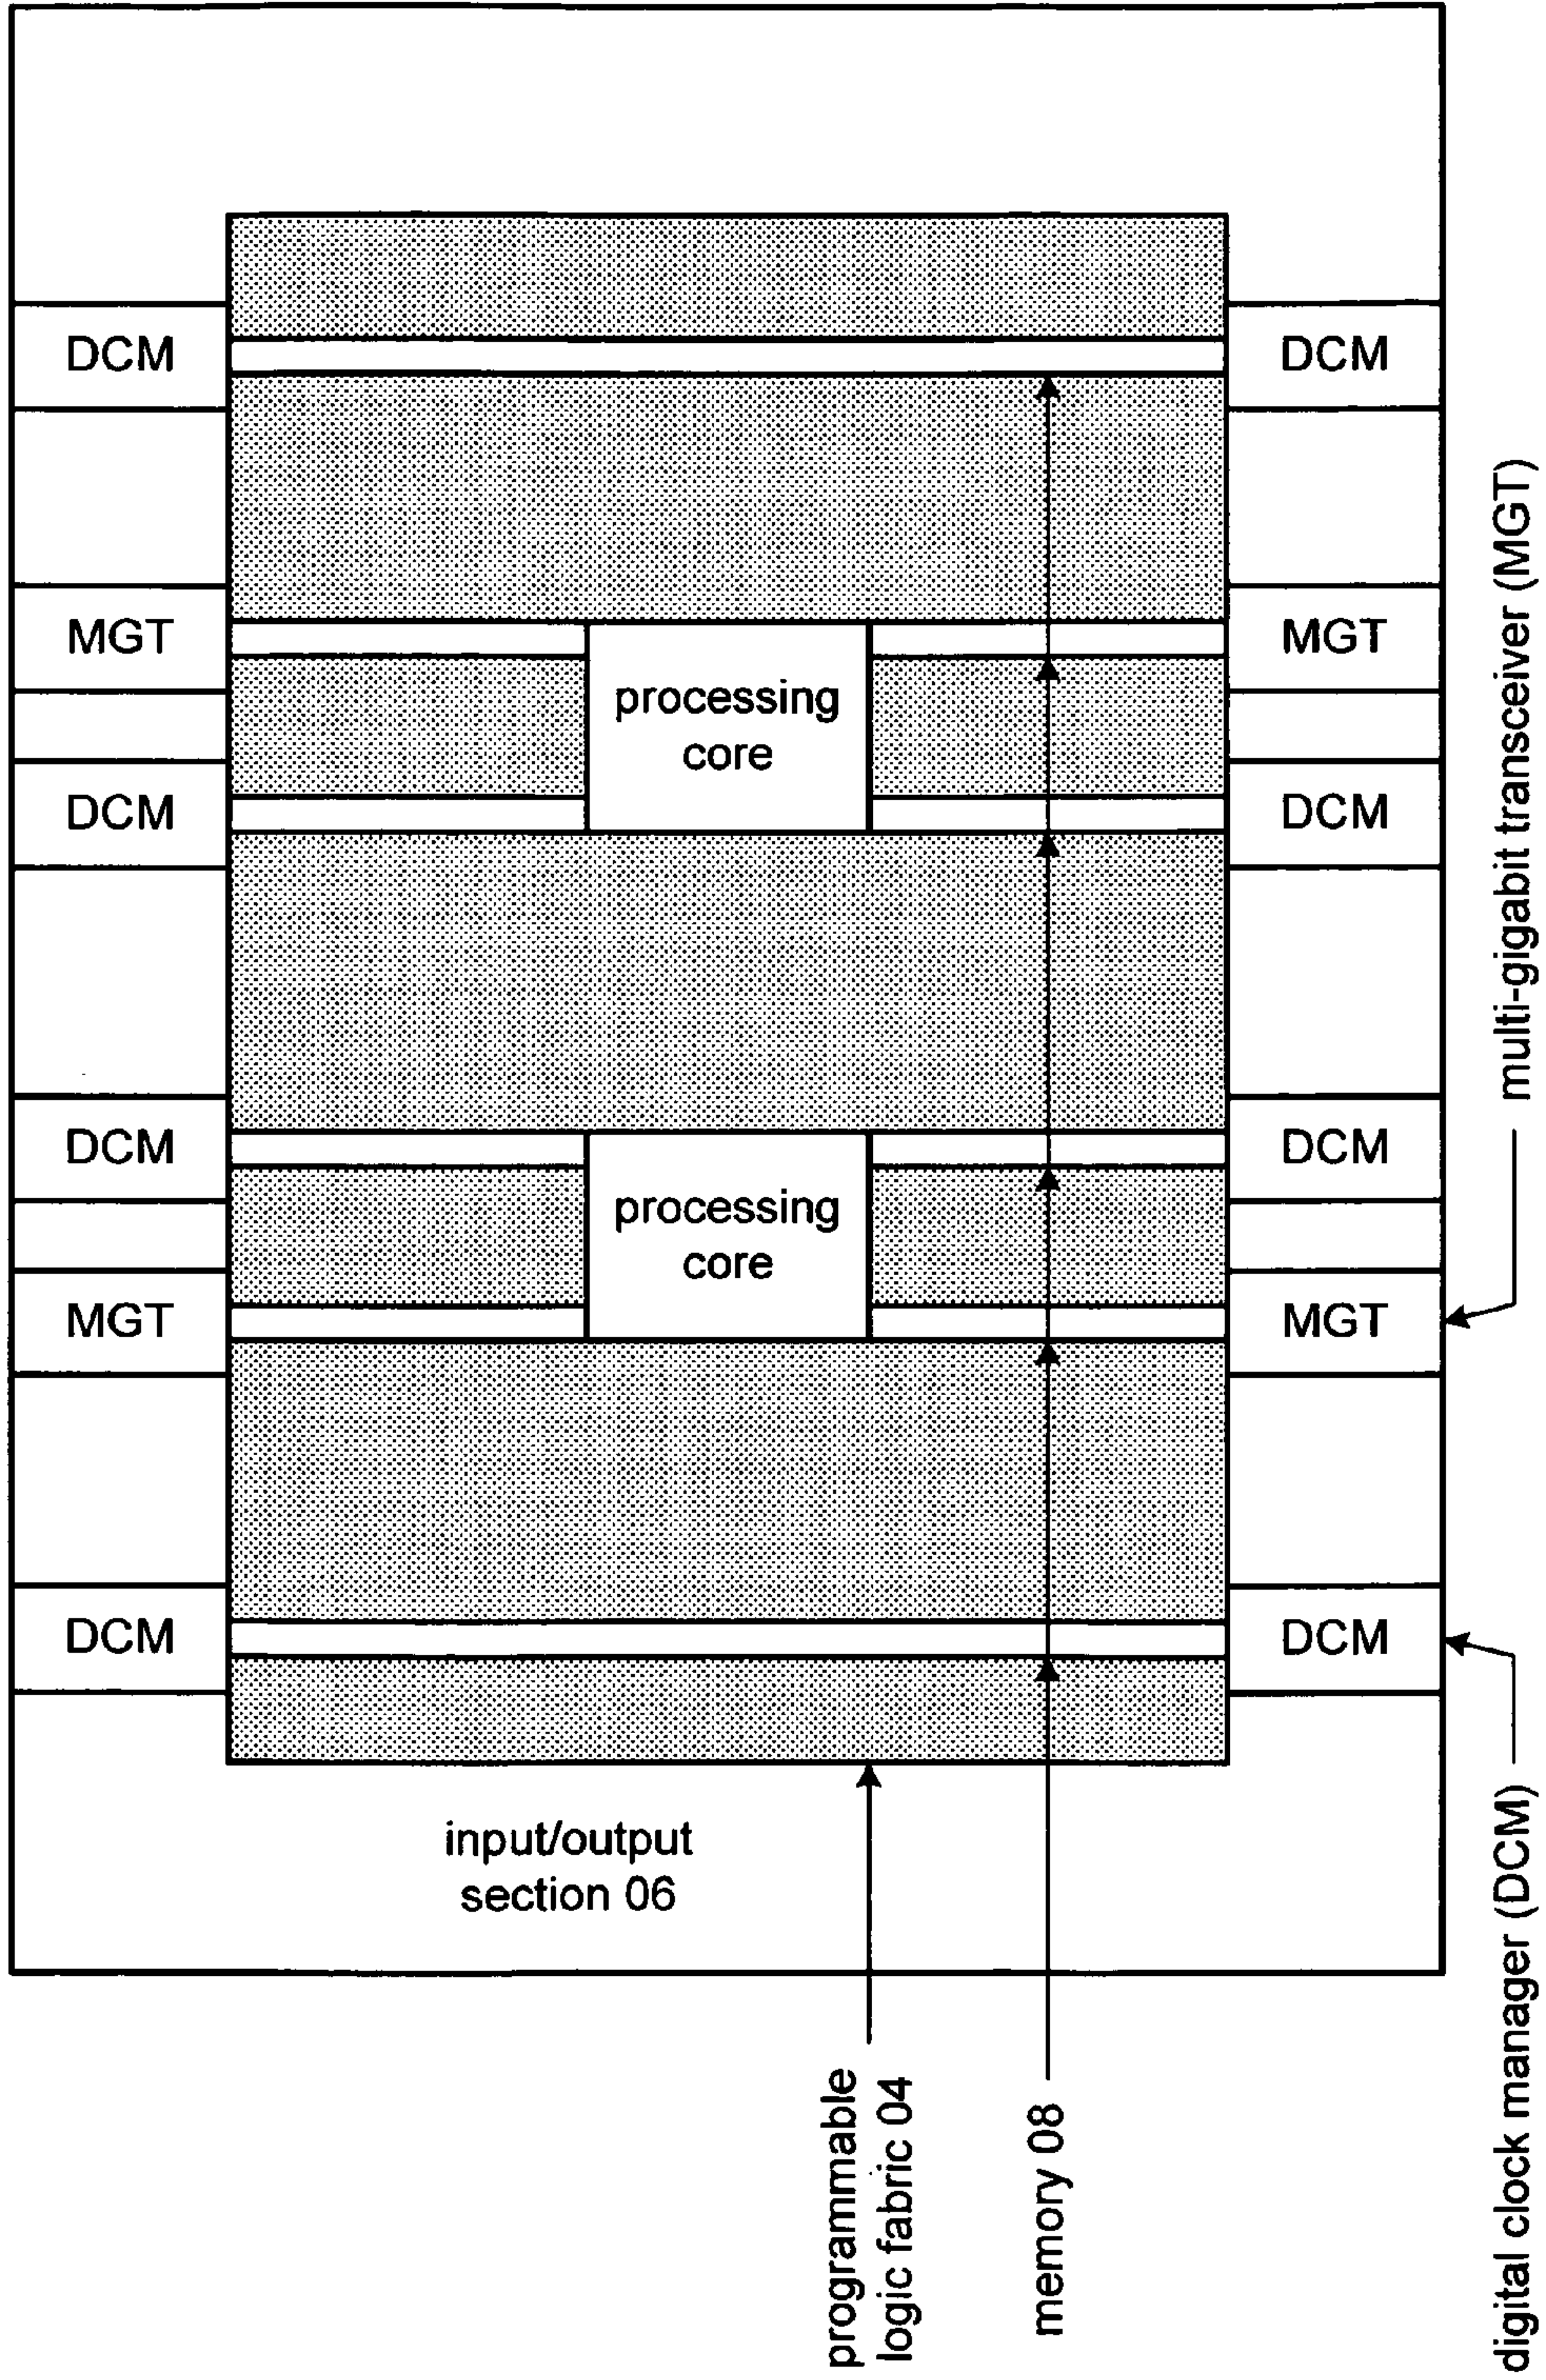 DCM
DCM
MGT
MGT
processing
core
DCM
DCM
multi-gigabit transceiver (MGT)
DCM
DCM
processing
core
MGT
MGT
DCM
DCM
input/output
section 06
programmable
logic fabric 04
memory 08
digital clock manager (DCM)